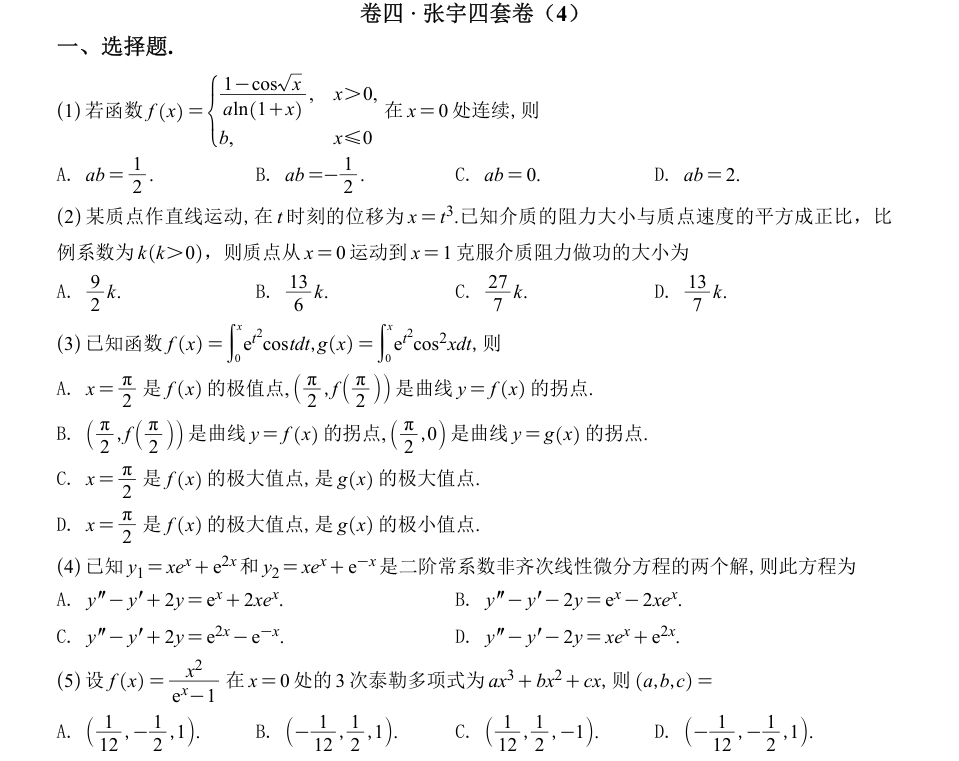 卷四·张宇四套卷（4）
一、选择题.
(1) 若函数 f(x) = { (1−cos√x)/(aln(1+x)), x>0, b, x⩽0 在 x=0 处连续, 则
A. ab=1/2. B. ab=−1/2. C. ab=0. D. ab=2.
(2) 某质点作直线运动, 在 t 时刻的位移为 x=t³.已知介质的阻力大小与质点速度的平方成正比，比
例系数为 k(k>0)，则质点从 x=0 运动到 x=1 克服介质阻力做功的大小为
A. 9/2 k. B. 13/6 k. C. 27/7 k. D. 13/7 k.
(3) 已知函数 f(x)=∫₀ˣ e^(t²)costdt, g(x)=∫₀ˣ e^(t²)cos²xdt, 则
A. x=π/2 是 f(x) 的极值点, (π/2, f(π/2)) 是曲线 y=f(x) 的拐点.
B. (π/2, f(π/2)) 是曲线 y=f(x) 的拐点, (π/2, 0) 是曲线 y=g(x) 的拐点.
C. x=π/2 是 f(x) 的极大值点, 是 g(x) 的极大值点.
D. x=π/2 是 f(x) 的极大值点, 是 g(x) 的极小值点.
(4) 已知 y₁=xeˣ+e²ˣ 和 y₂=xeˣ+e⁻ˣ 是二阶常系数非齐次线性微分方程的两个解, 则此方程为
A. y″−y′+2y=eˣ+2xeˣ. B. y″−y′−2y=eˣ−2xeˣ.
C. y″−y′+2y=e²ˣ−e⁻ˣ. D. y″−y′−2y=xeˣ+e²ˣ.
(5) 设 f(x)=x²/(eˣ−1) 在 x=0 处的 3 次泰勒多项式为 ax³+bx²+cx, 则 (a,b,c)=
A. (1/12, −1/2, 1). B. (−1/12, 1/2, 1). C. (1/12, 1/2, −1). D. (−1/12, −1/2, 1).